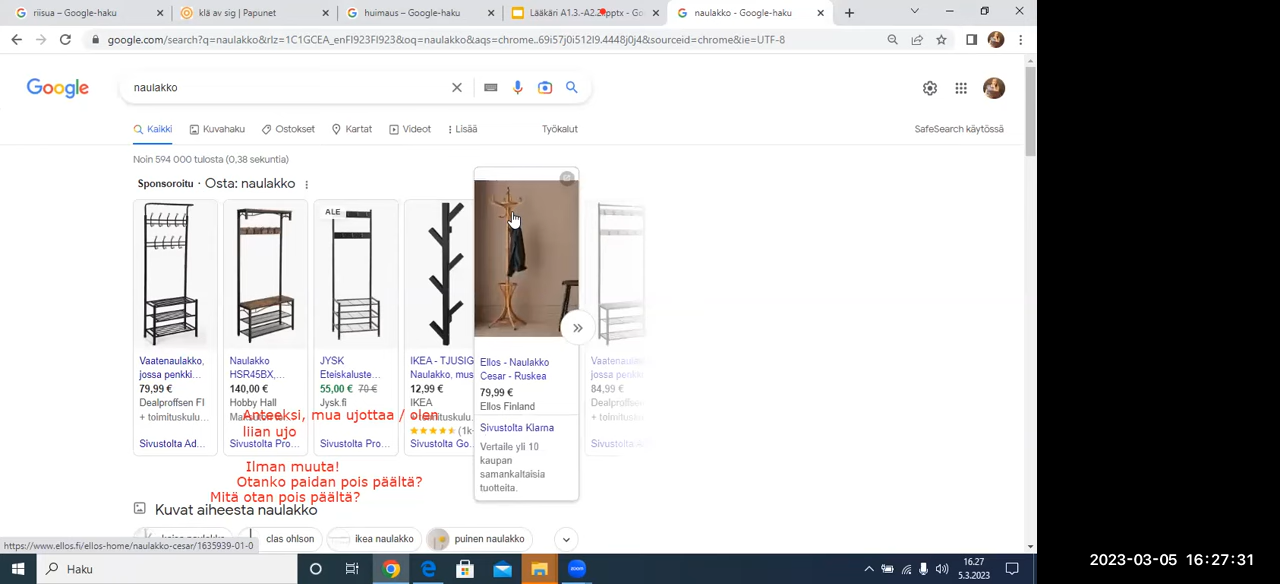 riisua – Google-haku
klä av sig | Papunet
huimaus – Google-haku
Lääkäri A1.3.-A2.2.pptx - Go
naulakko - Google-haku
google.com/search?q=naulakko&rlz=1C1GCEA_enFI923FI923&oq=naulakko&aqs=chrome..69i57j0i512l9.4448j0j4&sourceid=chrome&ie=UTF-8
Google
naulakko
Kaikki
Kuvahaku
Ostokset
Kartat
Videot
Lisää
Työkalut
SafeSearch käytössä
Noin 594 000 tulosta (0,38 sekuntia)
Sponsoroitu · Osta: naulakko
ALE
Vaatenaulakko,
jossa penkki...
79,99 €
Dealproffsen FI
+ toimituskulu...
Sivustolta Ad...
Naulakko
HSR45BX,...
140,00 €
Hobby Hall
Sivustolta Pro...
JYSK
Eteiskaluste...
55,00 € 70 €
Jysk.fi
Sivustolta Pro...
IKEA - TJUSIG
Naulakko, mus
12,99 €
IKEA
+ toimituskulu
(1k+
Sivustolta Go...
Ellos - Naulakko
Cesar - Ruskea
79,99 €
Ellos Finland
Sivustolta Klarna
Vertaile yli 10
kaupan
samankaltaisia
tuotteita.
Vaatenaulakko
jossa penkki...
84,99 €
Dealproffsen
+ toimituskulu
Sivustolta Ad
Anteeksi, mua ujottaa / olen
liian ujo
Ilman muuta!
Otanko paidan pois päältä?
Mitä otan pois päältä?
Kuvat aiheesta naulakko
clas ohlson
ikea naulakko
puinen naulakko
https://www.ellos.fi/ellos-home/naulakko-cesar/1635939-01-0
Haku
16.27
5.3.2023
2023-03-05 16:27:31